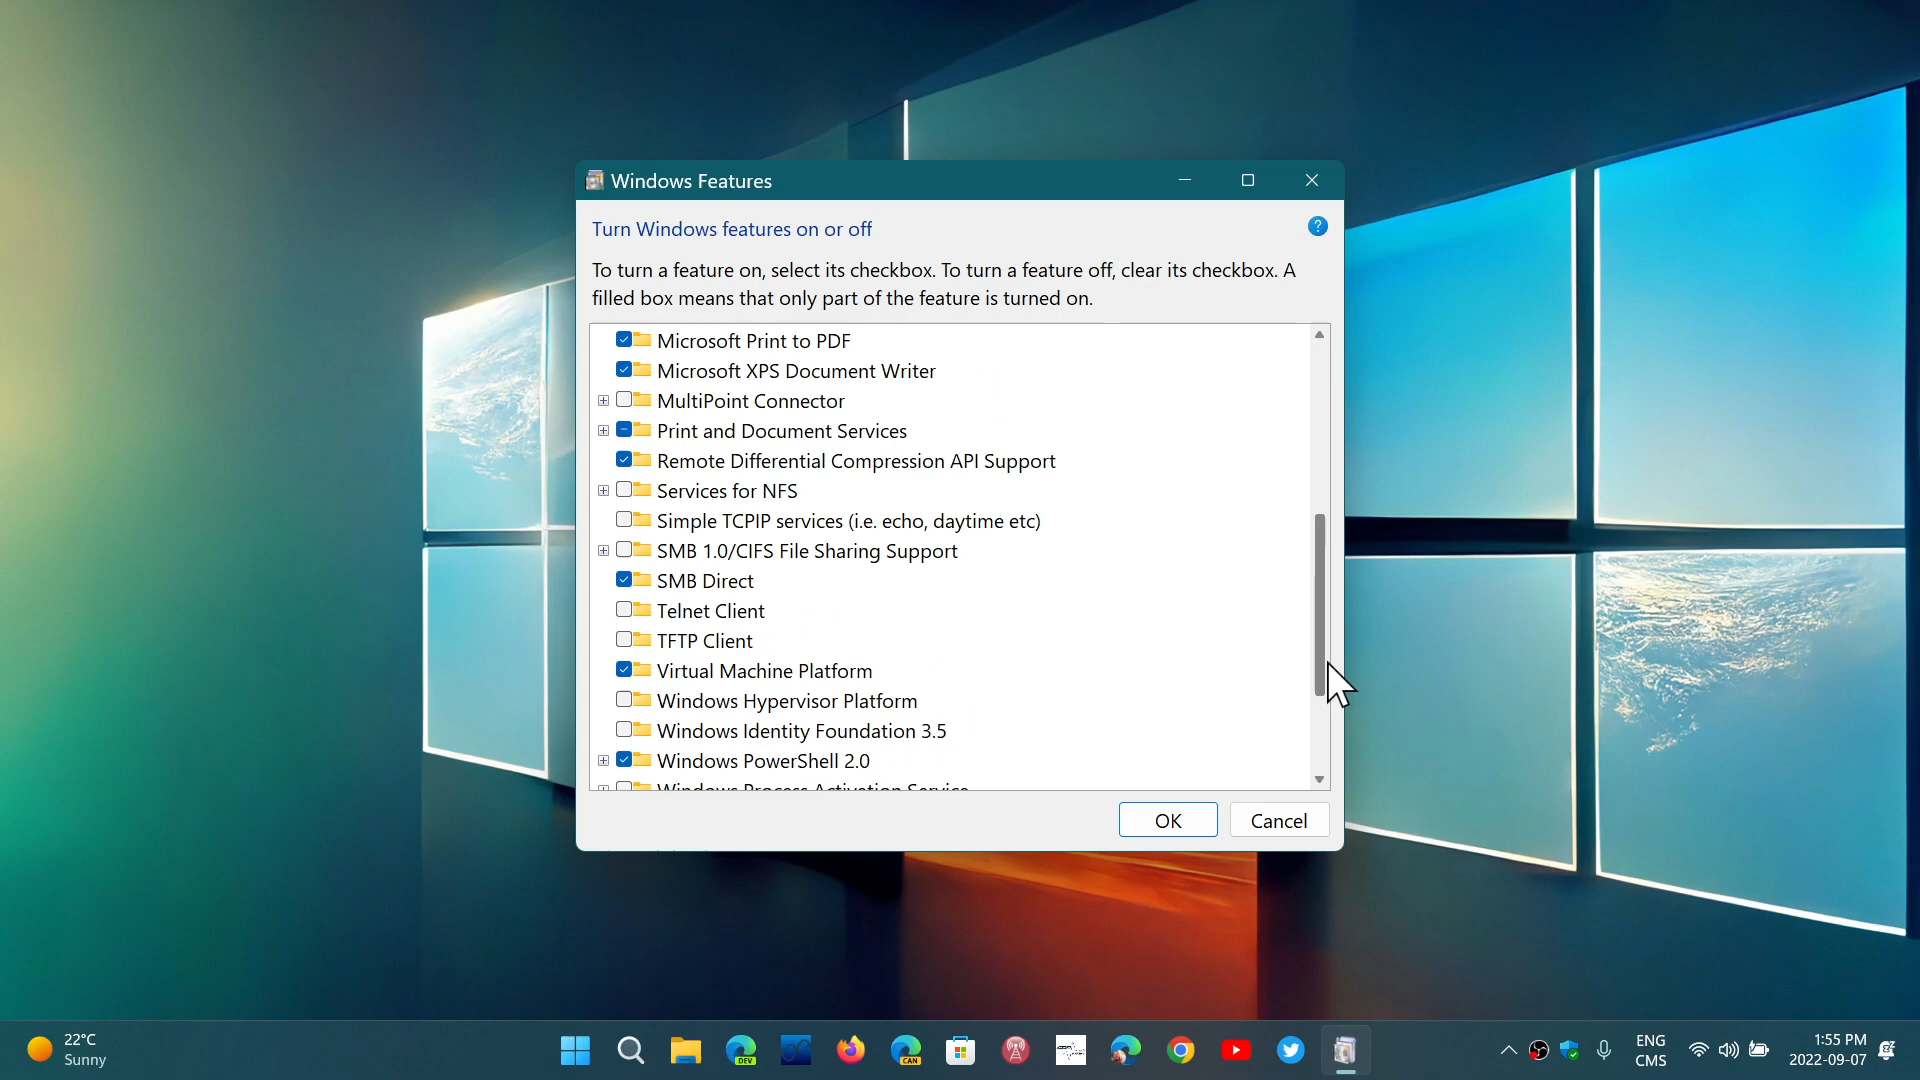 Windows Features
Turn Windows features on or off
?
To turn a feature on, select its checkbox. To turn a feature off, clear its checkbox. A
filled box means that only part of the feature is turned on.
Microsoft Print to PDF
Microsoft XPS Document Writer
MultiPoint Connector
Print and Document Services
Remote Differential Compression API Support
Services for NFS
Simple TCPIP services (i.e. echo, daytime etc)
SMB 1.0/CIFS File Sharing Support
SMB Direct
Telnet Client
TFTP Client
Virtual Machine Platform
Windows Hypervisor Platform
Windows Identity Foundation 3.5
Windows PowerShell 2.0
Windows Process Activation Service
OK
Cancel
22°C
Sunny
DEV
CAN
ENG
CMS
1:55 PM
2022-09-07